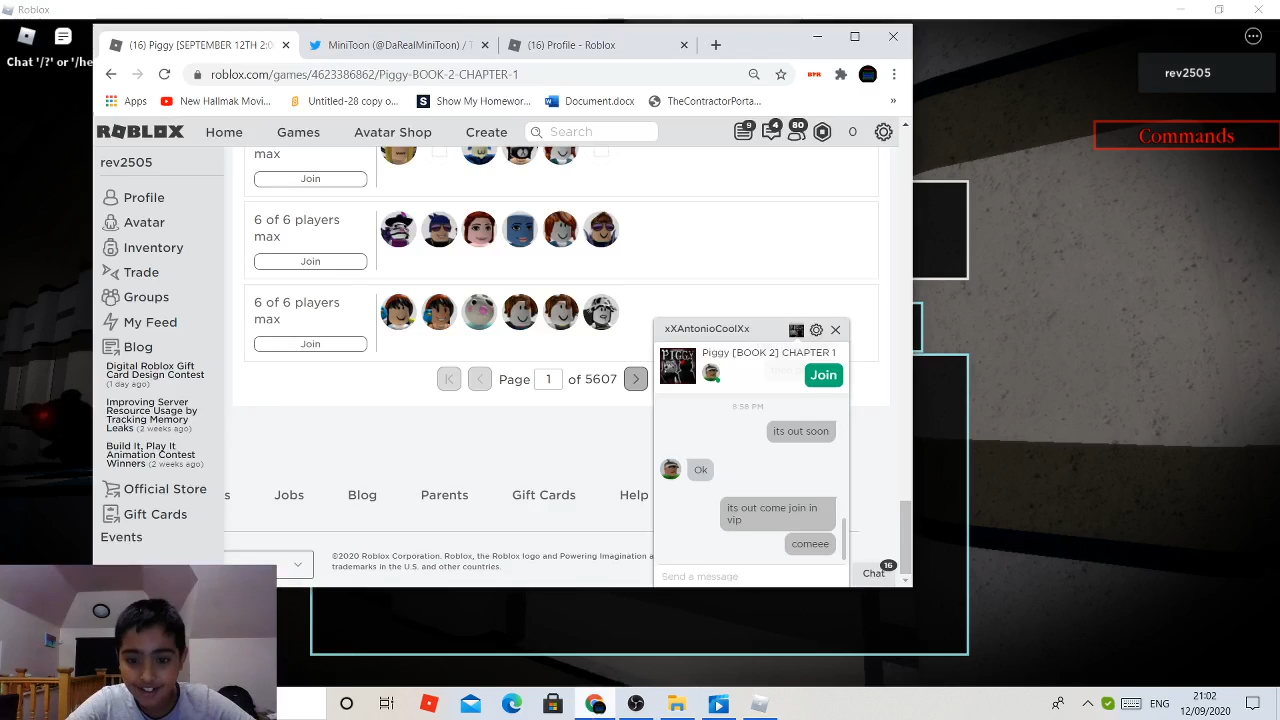 Roblox
Chat '/?' or '/he
(16) Piggy [SEPTEMBER 12TH 2:0
MiniToon (@DaRealMiniToon) / T
(16) Profile - Roblox
roblox.com/games/4623386862/Piggy-BOOK-2-CHAPTER-1
Apps
New Hallmak Movi...
Untitled-28 copy o...
Show My Homewor...
Document.docx
TheContractorPorta...
»
rev2505
Commands
ROBLOX
Home
Games
Avatar Shop
Create
Search
9
4
80
0
rev2505
Profile
Avatar
Inventory
Trade
Groups
My Feed
Blog
Digital Roblox Gift
Card Design Contest
(1 day ago)
Improving Server
Resource Usage by
Tracking Memory
Leaks (2 weeks ago)
Build It, Play It
Animation Contest
Winners (2 weeks ago)
Official Store
Gift Cards
Events
max
Join
6 of 6 players
max
Join
6 of 6 players
max
Join
Page 1 of 5607
s
Jobs
Blog
Parents
Gift Cards
Help
©2020 Roblox Corporation. Roblox, the Roblox logo and Powering Imagination a
trademarks in the U.S. and other countries.
xXAntonioCoolXx
Piggy [BOOK 2] CHAPTER 1
Join
8:58 PM
its out soon
Ok
its out come join in
vip
comeee
Send a message
Chat
16
ENG
21:02
12/09/2020